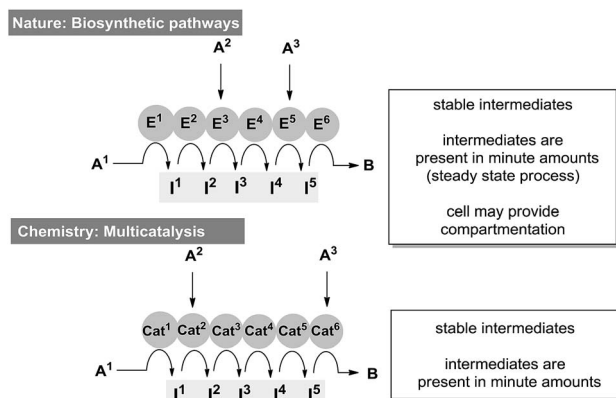 Nature: Biosynthetic pathways
A² A³
E¹ E² E³ E⁴ E⁵ E⁶
A¹ B
I¹ I² I³ I⁴ I⁵
stable intermediates
intermediates are
present in minute amounts
(steady state process)
cell may provide
compartmentation
Chemistry: Multicatalysis
A² A³
Cat¹ Cat² Cat³ Cat⁴ Cat⁵ Cat⁶
A¹ B
I¹ I² I³ I⁴ I⁵
stable intermediates
intermediates are
present in minute amounts